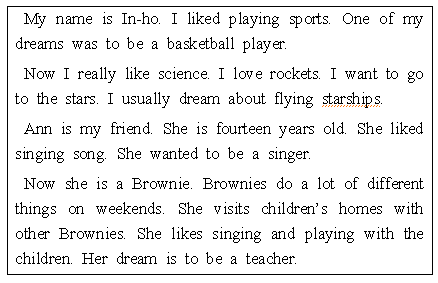 My name is In-ho. I liked playing sports. One of my
dreams was to be a basketball player.
Now I really like science. I love rockets. I want to go
to the stars. I usually dream about flying starships.
Ann is my friend. She is fourteen years old. She liked
singing song. She wanted to be a singer.
Now she is a Brownie. Brownies do a lot of different
things on weekends. She visits children's homes with
other Brownies. She likes singing and playing with the
children. Her dream is to be a teacher.